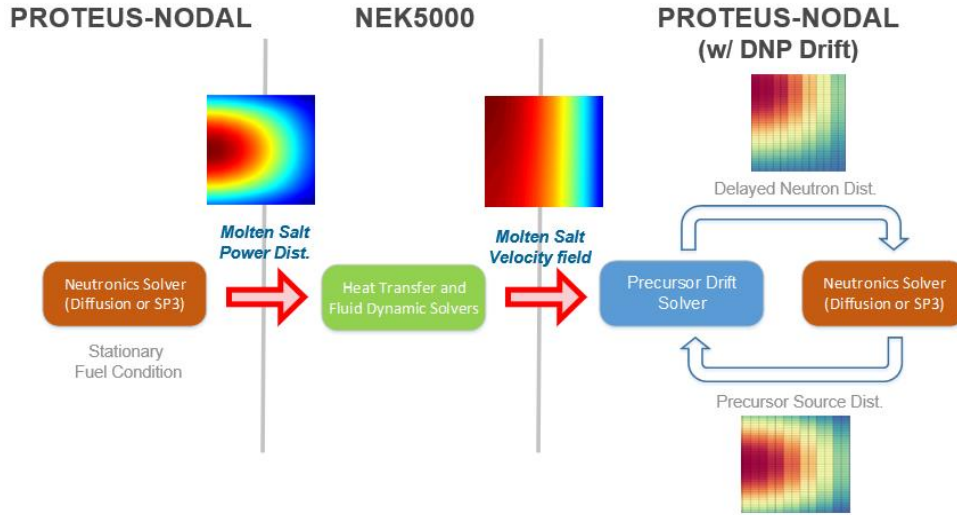 PROTEUS-NODAL
NEK5000
PROTEUS-NODAL
(w/ DNP Drift)
Delayed Neutron Dist.
Molten Salt
Power Dist.
Molten Salt
Velocity field
Neutronics Solver
(Diffusion or SP3)
Heat Transfer and
Fluid Dynamic Solvers
Precursor Drift
Solver
Neutronics Solver
(Diffusion or SP3)
Stationary
Fuel Condition
Precursor Source Dist.